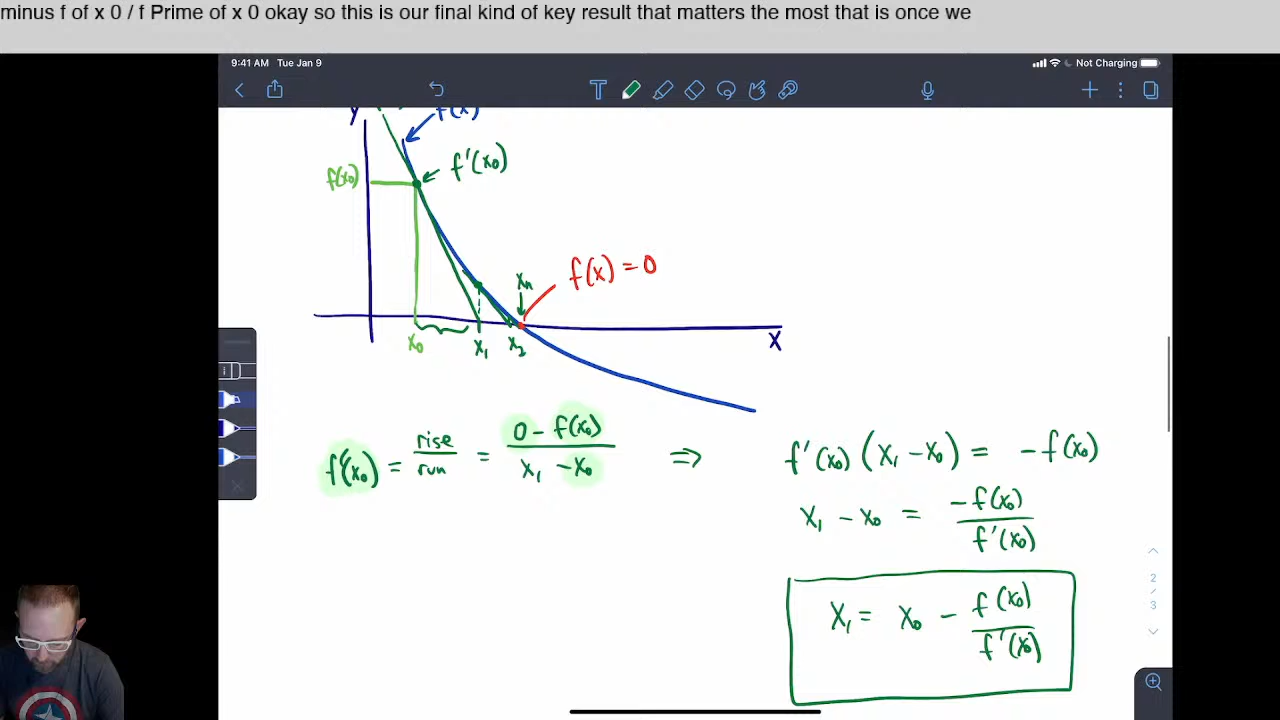 minus f of x 0 / f Prime of x 0 okay so this is our final kind of key result that matters the most that is once we
9:41 AM Tue Jan 9
Not Charging
y
f(x)
f'(x₀)
f(x₀)
f(x) = 0
xₙ
x₀ x₁ x₂
X
f'(x₀) = rise/run = (0 - f(x₀))/(x₁ - x₀) ⇒ f'(x₀) (x₁ - x₀) = -f(x₀)
x₁ - x₀ = -f(x₀)/f'(x₀)
x₁ = x₀ - f(x₀)/f'(x₀)
2
/
3